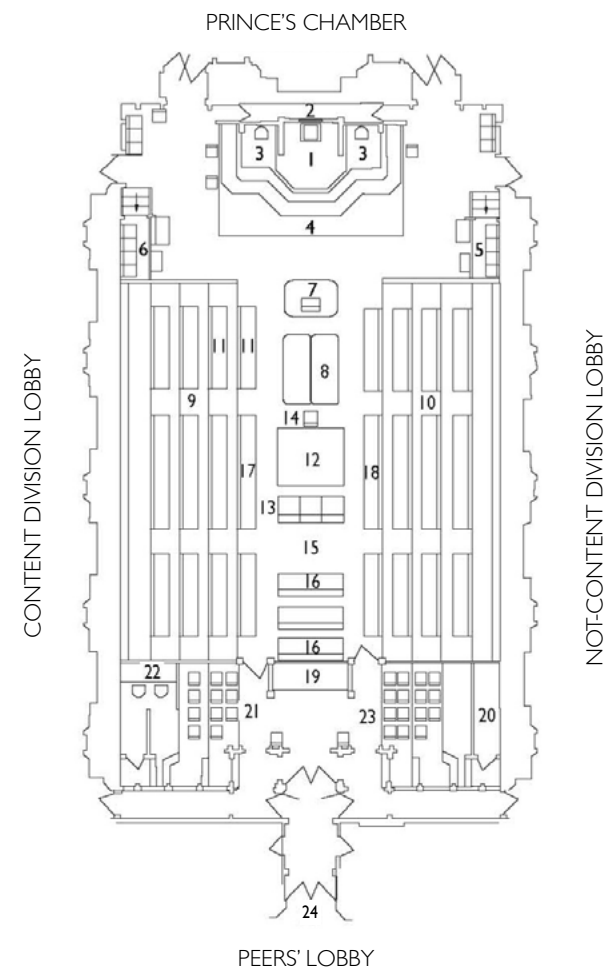 PRINCE'S CHAMBER
2
3 1 3
4
6 5
7
11 11
8
9 10
14
12
17 18
13
15
16
16
22
19
21 23 20
CONTENT DIVISION LOBBY
NOT-CONTENT DIVISION LOBBY
24
PEERS' LOBBY